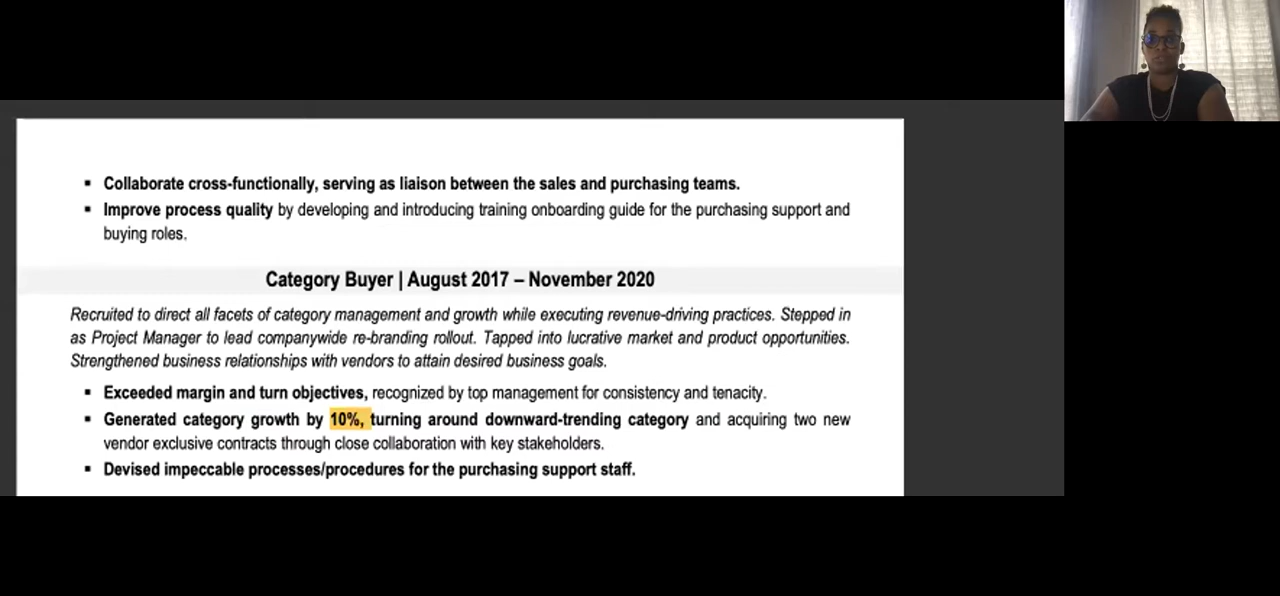 ▪ Collaborate cross-functionally, serving as liaison between the sales and purchasing teams.
▪ Improve process quality by developing and introducing training onboarding guide for the purchasing support and
buying roles.
Category Buyer | August 2017 – November 2020
Recruited to direct all facets of category management and growth while executing revenue-driving practices. Stepped in
as Project Manager to lead companywide re-branding rollout. Tapped into lucrative market and product opportunities.
Strengthened business relationships with vendors to attain desired business goals.
▪ Exceeded margin and turn objectives, recognized by top management for consistency and tenacity.
▪ Generated category growth by 10%, turning around downward-trending category and acquiring two new
vendor exclusive contracts through close collaboration with key stakeholders.
▪ Devised impeccable processes/procedures for the purchasing support staff.